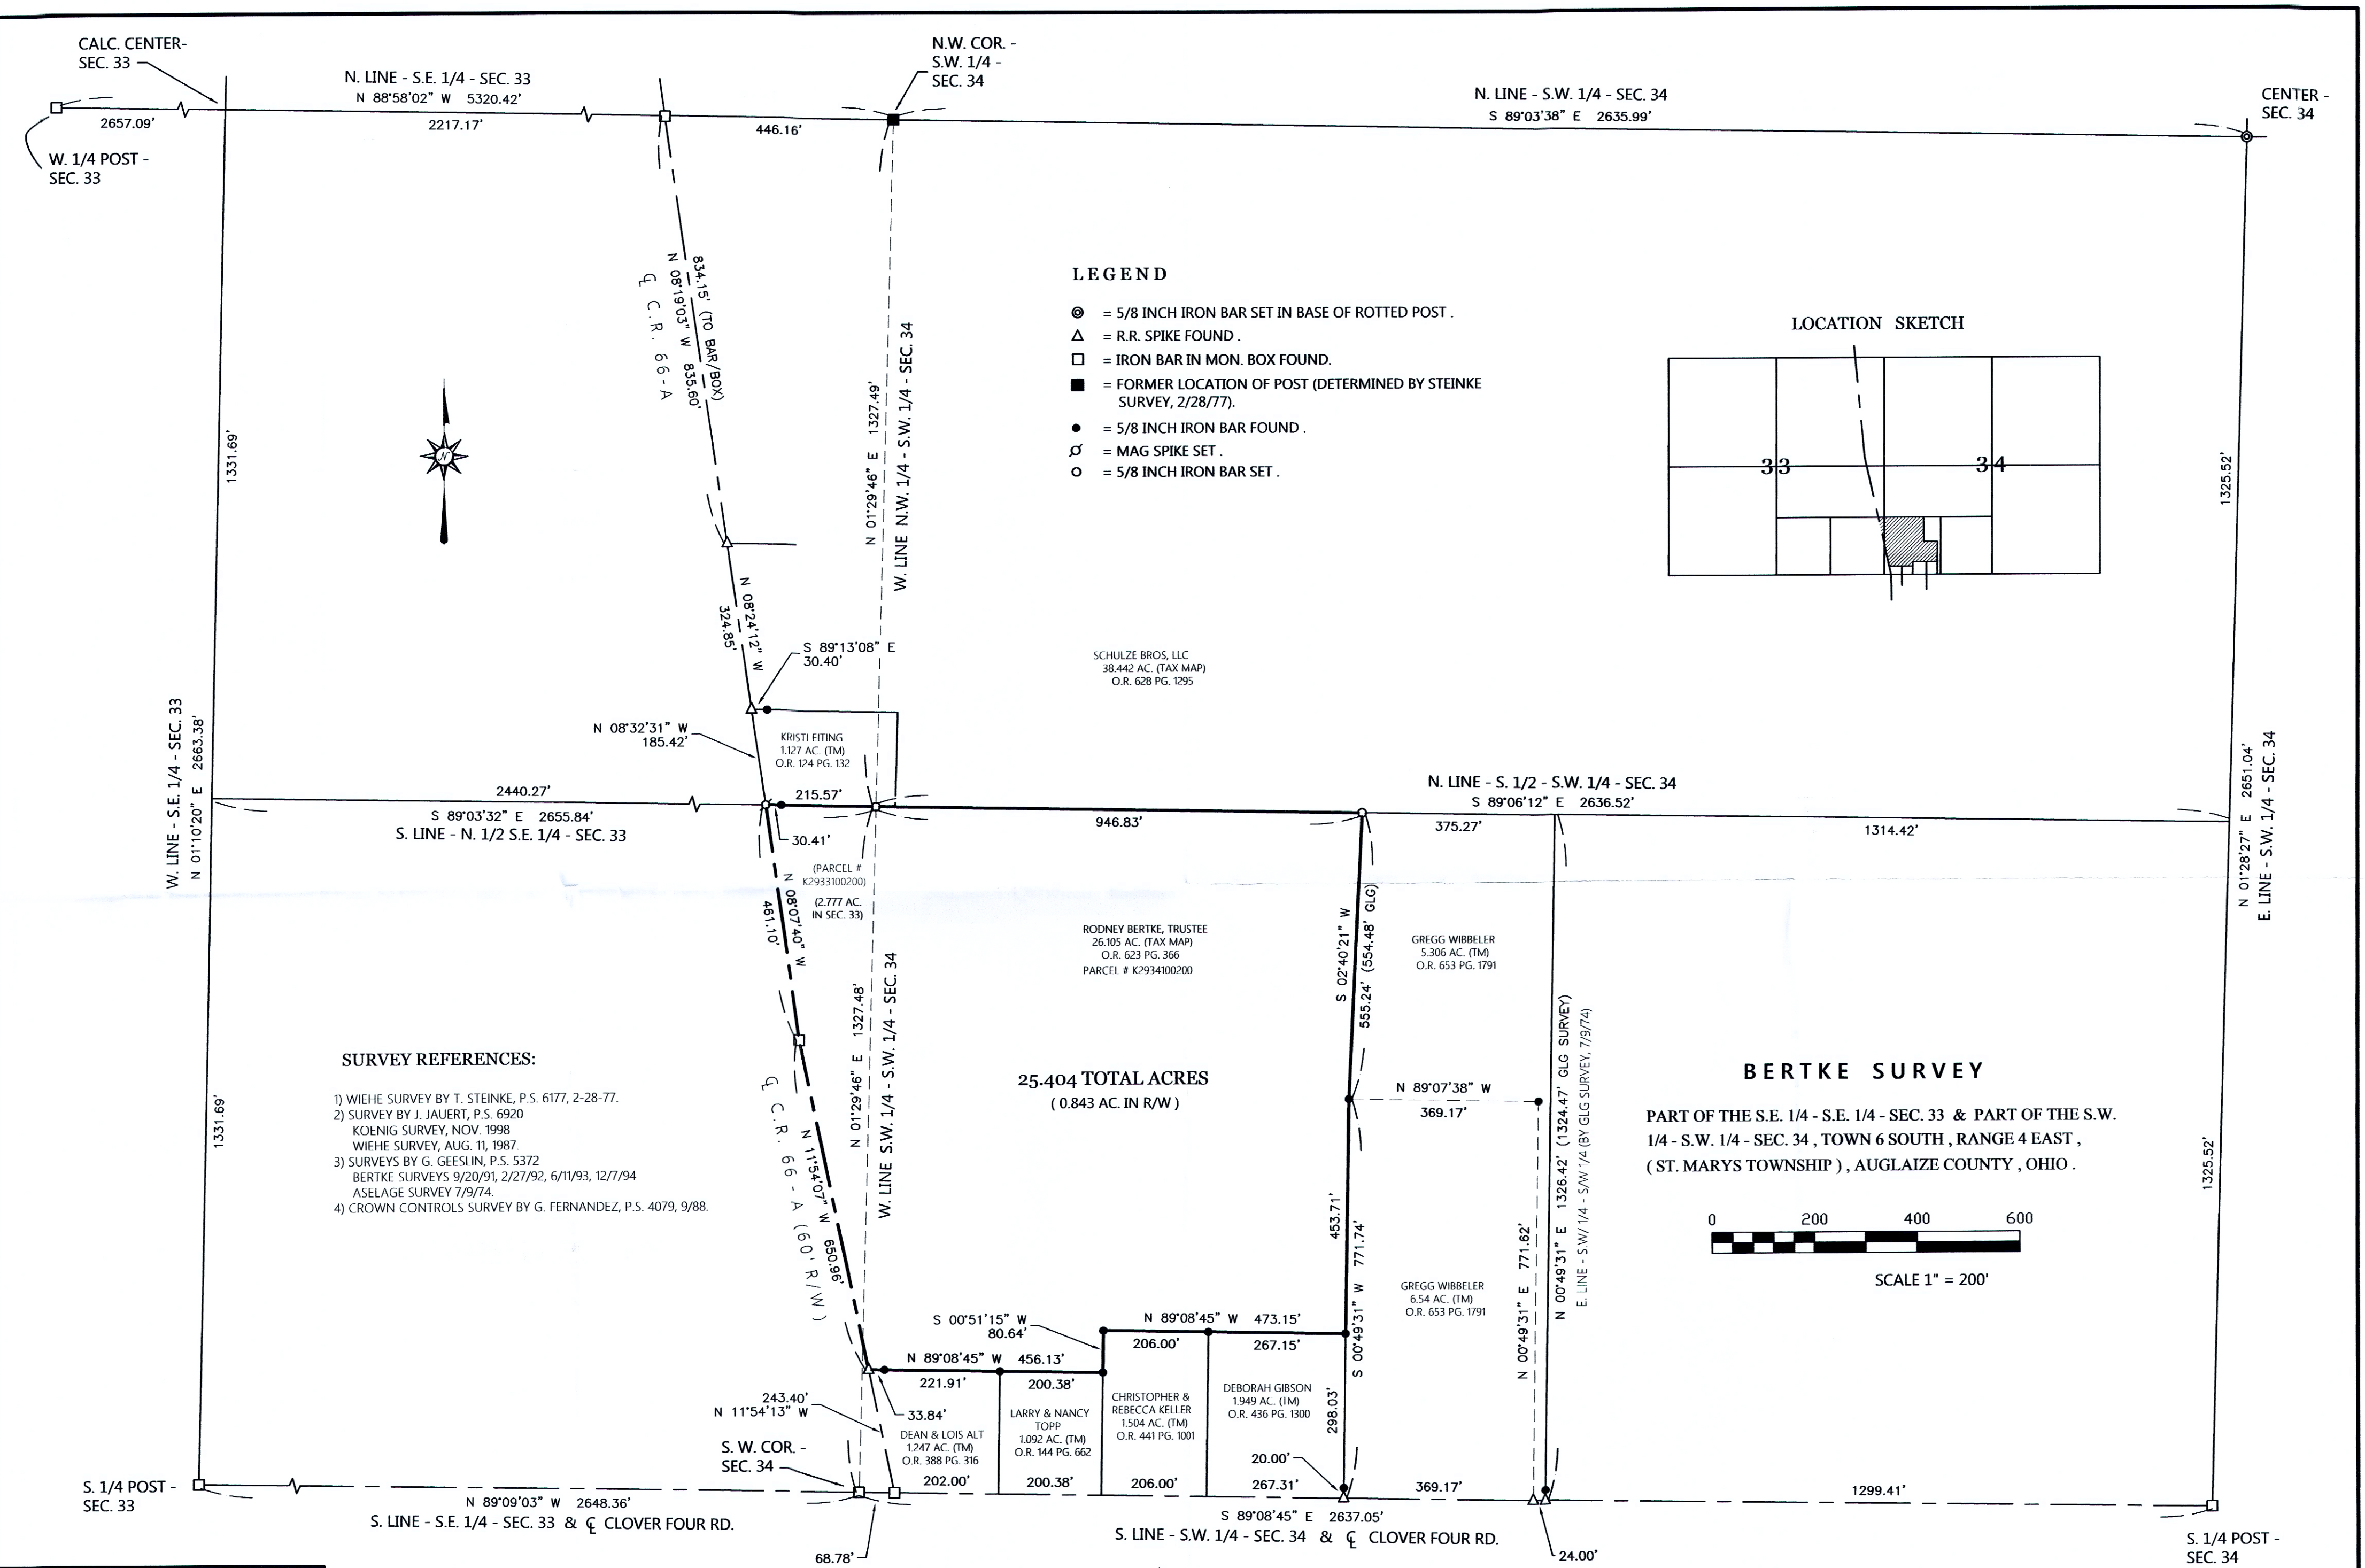 CALC. CENTER-
SEC. 33
N. LINE - S.E. 1/4 - SEC. 33
N 88°58'02" W 5320.42'
2657.09'
2217.17'
446.16'
W. 1/4 POST -
SEC. 33
N.W. COR. -
S.W. 1/4 -
SEC. 34
N. LINE - S.W. 1/4 - SEC. 34
S 89°03'38" E 2635.99'
CENTER -
SEC. 34
834.15' (TO BAR/BOX)
N 08°19'03" W 835.60'
℄ C.R. 66-A
N 01°29'46" E 1327.49'
W. LINE N.W. 1/4 - S.W. 1/4 - SEC. 34
1331.69'
N
LEGEND
= 5/8 INCH IRON BAR SET IN BASE OF ROTTED POST .
= R.R. SPIKE FOUND .
= IRON BAR IN MON. BOX FOUND.
= FORMER LOCATION OF POST (DETERMINED BY STEINKE
SURVEY, 2/28/77).
= 5/8 INCH IRON BAR FOUND .
= MAG SPIKE SET .
= 5/8 INCH IRON BAR SET .
LOCATION SKETCH
33
34
1325.52'
N 08°24'12" W
324.85'
S 89°13'08" E
30.40'
SCHULZE BROS, LLC
38.442 AC. (TAX MAP)
O.R. 628 PG. 1295
N 08°32'31" W
185.42'
KRISTI EITING
1.127 AC. (TM)
O.R. 124 PG. 132
W. LINE - S.E. 1/4 - SEC. 33
N 01°10'20" E 2663.38'
2440.27'
S 89°03'32" E 2655.84'
S. LINE - N. 1/2 S.E. 1/4 - SEC. 33
215.57'
30.41'
946.83'
N. LINE - S. 1/2 - S.W. 1/4 - SEC. 34
S 89°06'12" E 2636.52'
375.27'
1314.42'
N 01°28'27" E 2651.04'
E. LINE - S.W. 1/4 - SEC. 34
(PARCEL #
K2933100200)
(2.777 AC.
IN SEC. 33)
N 08°07'40" W
461.10'
RODNEY BERTKE, TRUSTEE
26.105 AC. (TAX MAP)
O.R. 623 PG. 366
PARCEL # K2934100200
S 02°40'21" W
555.24' (554.48' GLG)
GREGG WIBBELER
5.306 AC. (TM)
O.R. 653 PG. 1791
N 01°29'46" E 1327.48'
W. LINE S.W. 1/4 - S.W. 1/4 - SEC. 34
25.404 TOTAL ACRES
( 0.843 AC. IN R/W )
N 89°07'38" W
369.17'
N 00°49'31" E 1326.42' (1324.47' GLG SURVEY)
E. LINE - S.W/ 1/4 - S/W 1/4 (BY GLG SURVEY, 7/9/74)
SURVEY REFERENCES:
1) WIEHE SURVEY BY T. STEINKE, P.S. 6177, 2-28-77.
2) SURVEY BY J. JAUERT, P.S. 6920
KOENIG SURVEY, NOV. 1998
WIEHE SURVEY, AUG. 11, 1987.
3) SURVEYS BY G. GEESLIN, P.S. 5372
BERTKE SURVEYS 9/20/91, 2/27/92, 6/11/93, 12/7/94
ASELAGE SURVEY 7/9/74.
4) CROWN CONTROLS SURVEY BY G. FERNANDEZ, P.S. 4079, 9/88.
1331.69'
℄ C.R. 66-A (60' R/W)
N 11°54'07" W 650.96'
BERTKE SURVEY
PART OF THE S.E. 1/4 - S.E. 1/4 - SEC. 33 & PART OF THE S.W.
1/4 - S.W. 1/4 - SEC. 34 , TOWN 6 SOUTH , RANGE 4 EAST ,
( ST. MARYS TOWNSHIP ) , AUGLAIZE COUNTY , OHIO .
0 200 400 600
SCALE 1" = 200'
1325.52'
453.71'
S 00°49'31" W 771.74'
N 00°49'31" E 771.62'
GREGG WIBBELER
6.54 AC. (TM)
O.R. 653 PG. 1791
S 00°51'15" W
80.64'
N 89°08'45" W 473.15'
206.00'
267.15'
N 89°08'45" W 456.13'
221.91'
200.38'
243.40'
N 11°54'13" W
33.84'
DEAN & LOIS ALT
1.247 AC. (TM)
O.R. 388 PG. 316
LARRY & NANCY
TOPP
1.092 AC. (TM)
O.R. 144 PG. 662
CHRISTOPHER &
REBECCA KELLER
1.504 AC. (TM)
O.R. 441 PG. 1001
DEBORAH GIBSON
1.949 AC. (TM)
O.R. 436 PG. 1300
298.03'
S. W. COR. -
SEC. 34
20.00'
S. 1/4 POST -
SEC. 33
N 89°09'03" W 2648.36'
S. LINE - S.E. 1/4 - SEC. 33 & ℄ CLOVER FOUR RD.
68.78'
202.00'
200.38'
206.00'
267.31'
369.17'
1299.41'
S 89°08'45" E 2637.05'
S. LINE - S.W. 1/4 - SEC. 34 & ℄ CLOVER FOUR RD.
24.00'
S. 1/4 POST -
SEC. 34